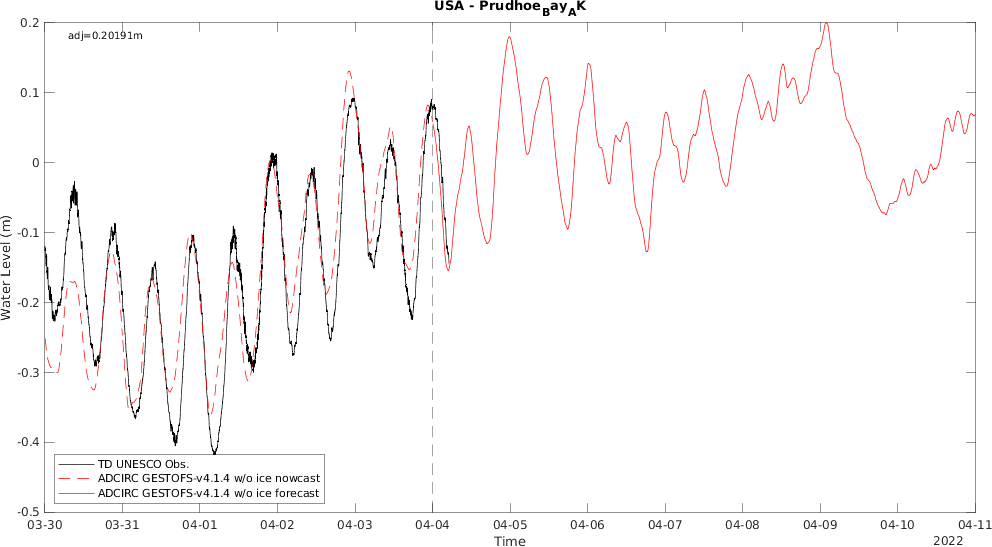 USA - Prudhoe_Bay_AK
adj=0.20191m
0.2
0.1
0
-0.1
-0.2
-0.3
-0.4
-0.5
Water Level (m)
TD UNESCO Obs.
ADCIRC GESTOFS-v4.1.4 w/o ice nowcast
ADCIRC GESTOFS-v4.1.4 w/o ice forecast
03-30 03-31 04-01 04-02 04-03 04-04 04-05 04-06 04-07 04-08 04-09 04-10 04-11
Time
2022